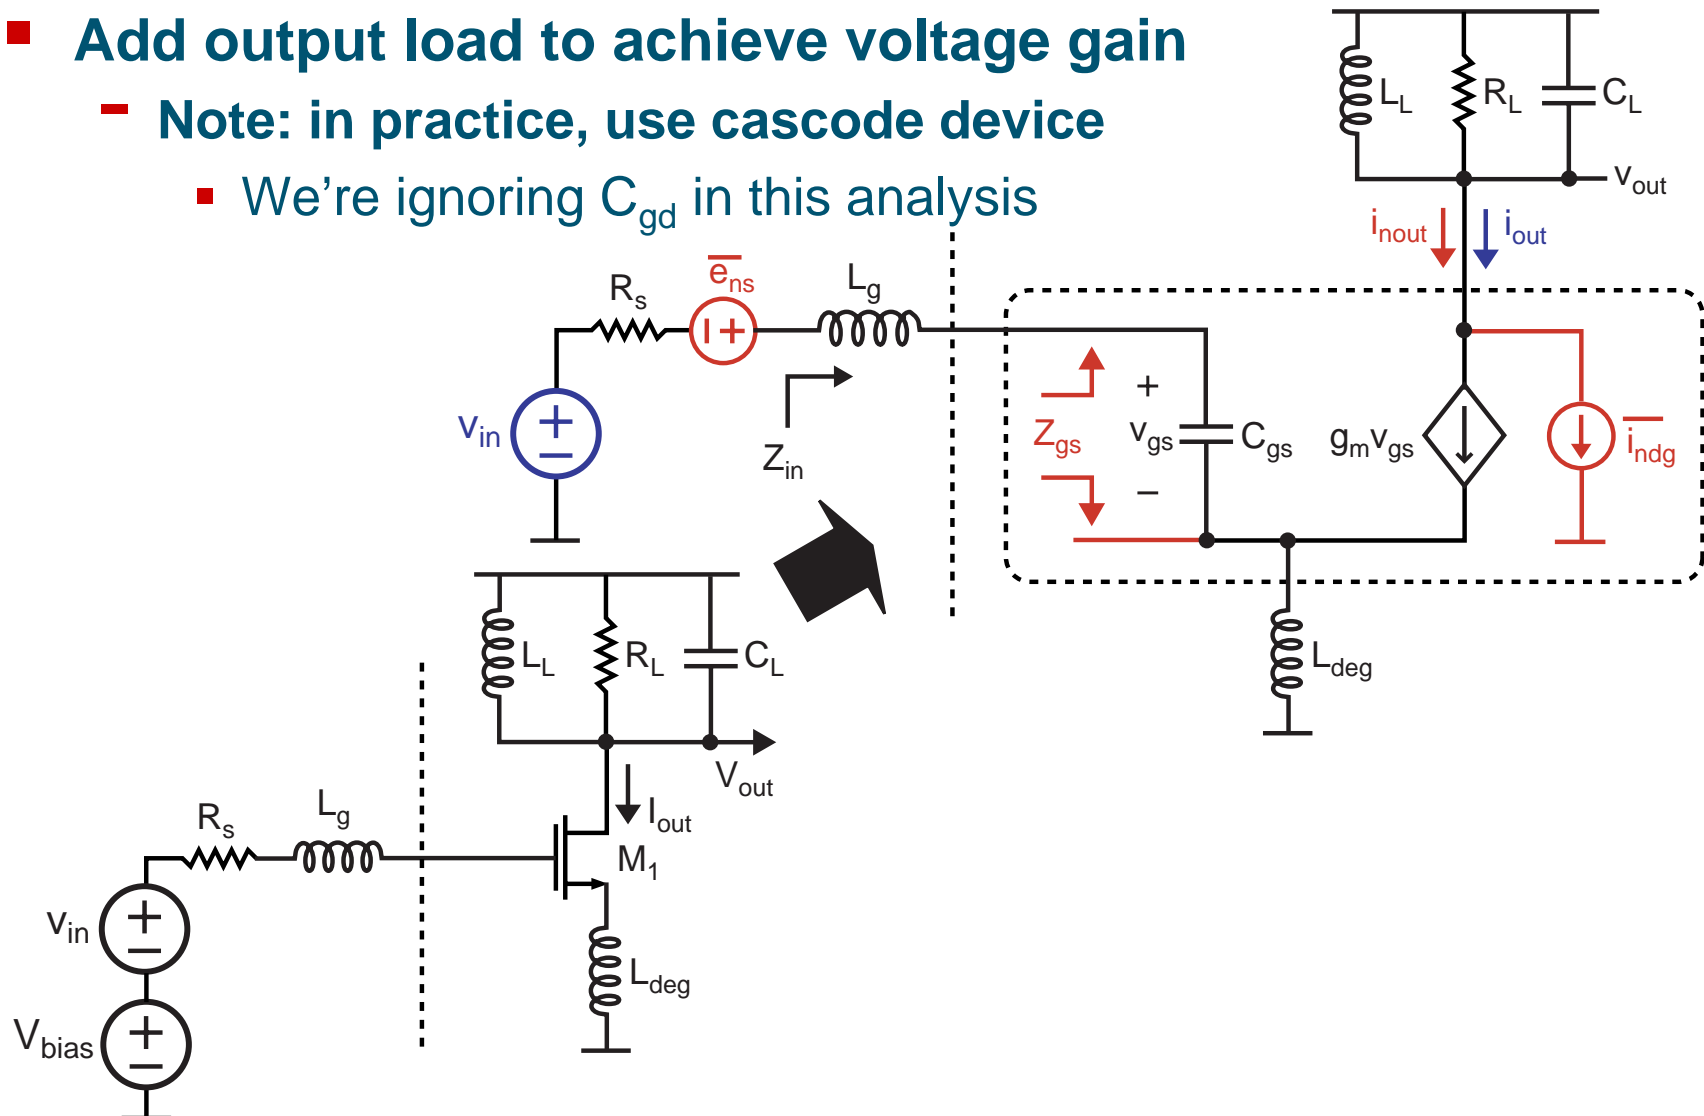 Add output load to achieve voltage gain
Note: in practice, use cascode device
We're ignoring Cgd in this analysis
LL RL CL
vout
inout iout
Rs ens Lg
vin
Zin
Zgs
+
vgs
−
Cgs
gmvgs
indg
Ldeg
LL RL CL
Vout
Iout
Rs Lg
M1
vin
Ldeg
Vbias